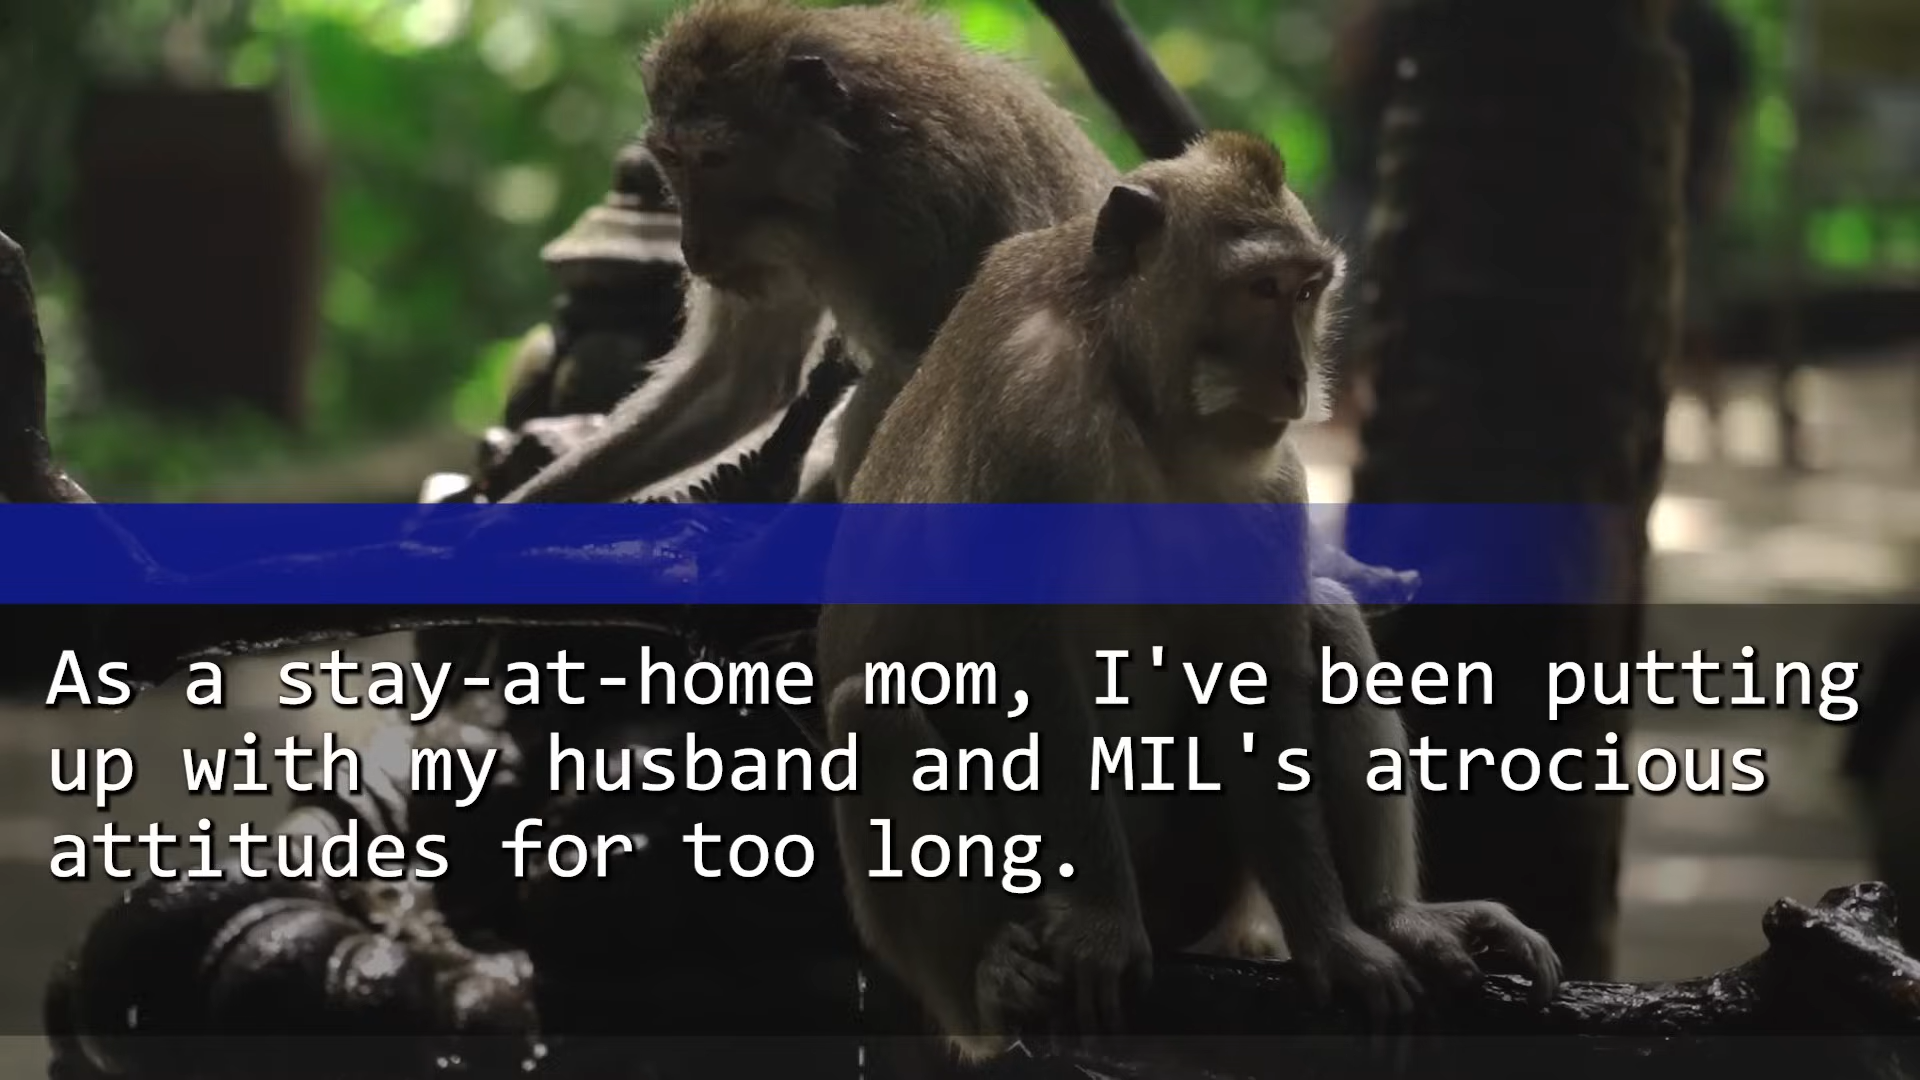 As a stay-at-home mom, I've been putting
up with my husband and MIL's atrocious
attitudes for too long.